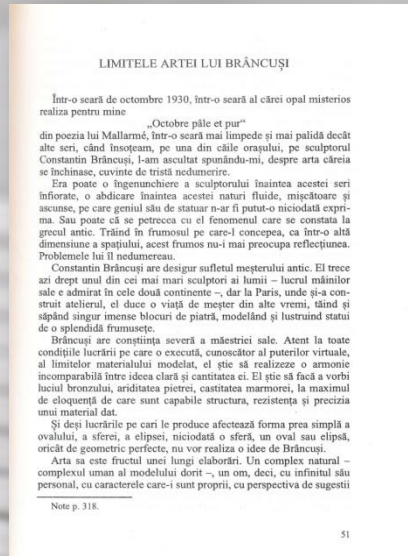 LIMITELE ARTEI LUI BRÂNCUȘI
Într-o seară de octombrie 1930, într-o seară al cărei opal misterios
realiza pentru mine
„Octobre pâle et pur“
din poezia lui Mallarmé, într-o seară mai limpede și mai palidă decât
alte seri, când însoțeam, pe una din căile orașului, pe sculptorul
Constantin Brâncuși, l-am ascultat spunându-mi, despre arta căreia
se închinase, cuvinte de tristă nedumerire.
Era poate o îngenunchiere a sculptorului înaintea acestei seri
înfiorate, o abdicare înaintea acestei naturi fluide, mișcătoare și
ascunse, pe care geniul său de statuar n-ar fi putut-o niciodată expri-
ma. Sau poate că se petrecea cu el fenomenul care se constata la
grecul antic. Trăind în frumosul pe care-l concepea, ca într-o altă
dimensiune a spațiului, acest frumos nu-i mai preocupa reflecțiunea.
Problemele lui îl nedumereau.
Constantin Brâncuși are desigur sufletul meșterului antic. El trece
azi drept unul din cei mai mari sculptori ai lumii – lucrul mâinilor
sale e admirat în cele două continente –, dar la Paris, unde și-a con-
struit atelierul, el duce o viață de meșter din alte vremi, tăind și
săpând singur imense blocuri de piatră, modelând și lustruind statui
de o splendidă frumusețe.
Brâncuși are conștiința severă a măestriei sale. Atent la toate
condițiile lucrării pe care o execută, cunoscător al puterilor virtuale,
al limitelor materialului modelat, el știe să realizeze o armonie
incomparabilă între ideea clară și cantitatea ei. El știe să facă a vorbi
luciul bronzului, ariditatea pietrei, castitatea marmorei, la maximul
de eloquență de care sunt capabile structura, rezistența și precizia
unui material dat.
Și deși lucrările pe cari le produce afectează forma prea simplă a
ovalului, a sferei, a elipsei, niciodată o sferă, un oval sau elipsă,
oricât de geometric perfecte, nu vor realiza o idee de Brâncuși.
Arta sa este fructul unei lungi elaborări. Un complex natural –
complexul uman al modelului dorit –, un om, deci, cu infinitul său
personal, cu caracterele care-i sunt proprii, cu perspectiva de sugestii
Note p. 318.
51